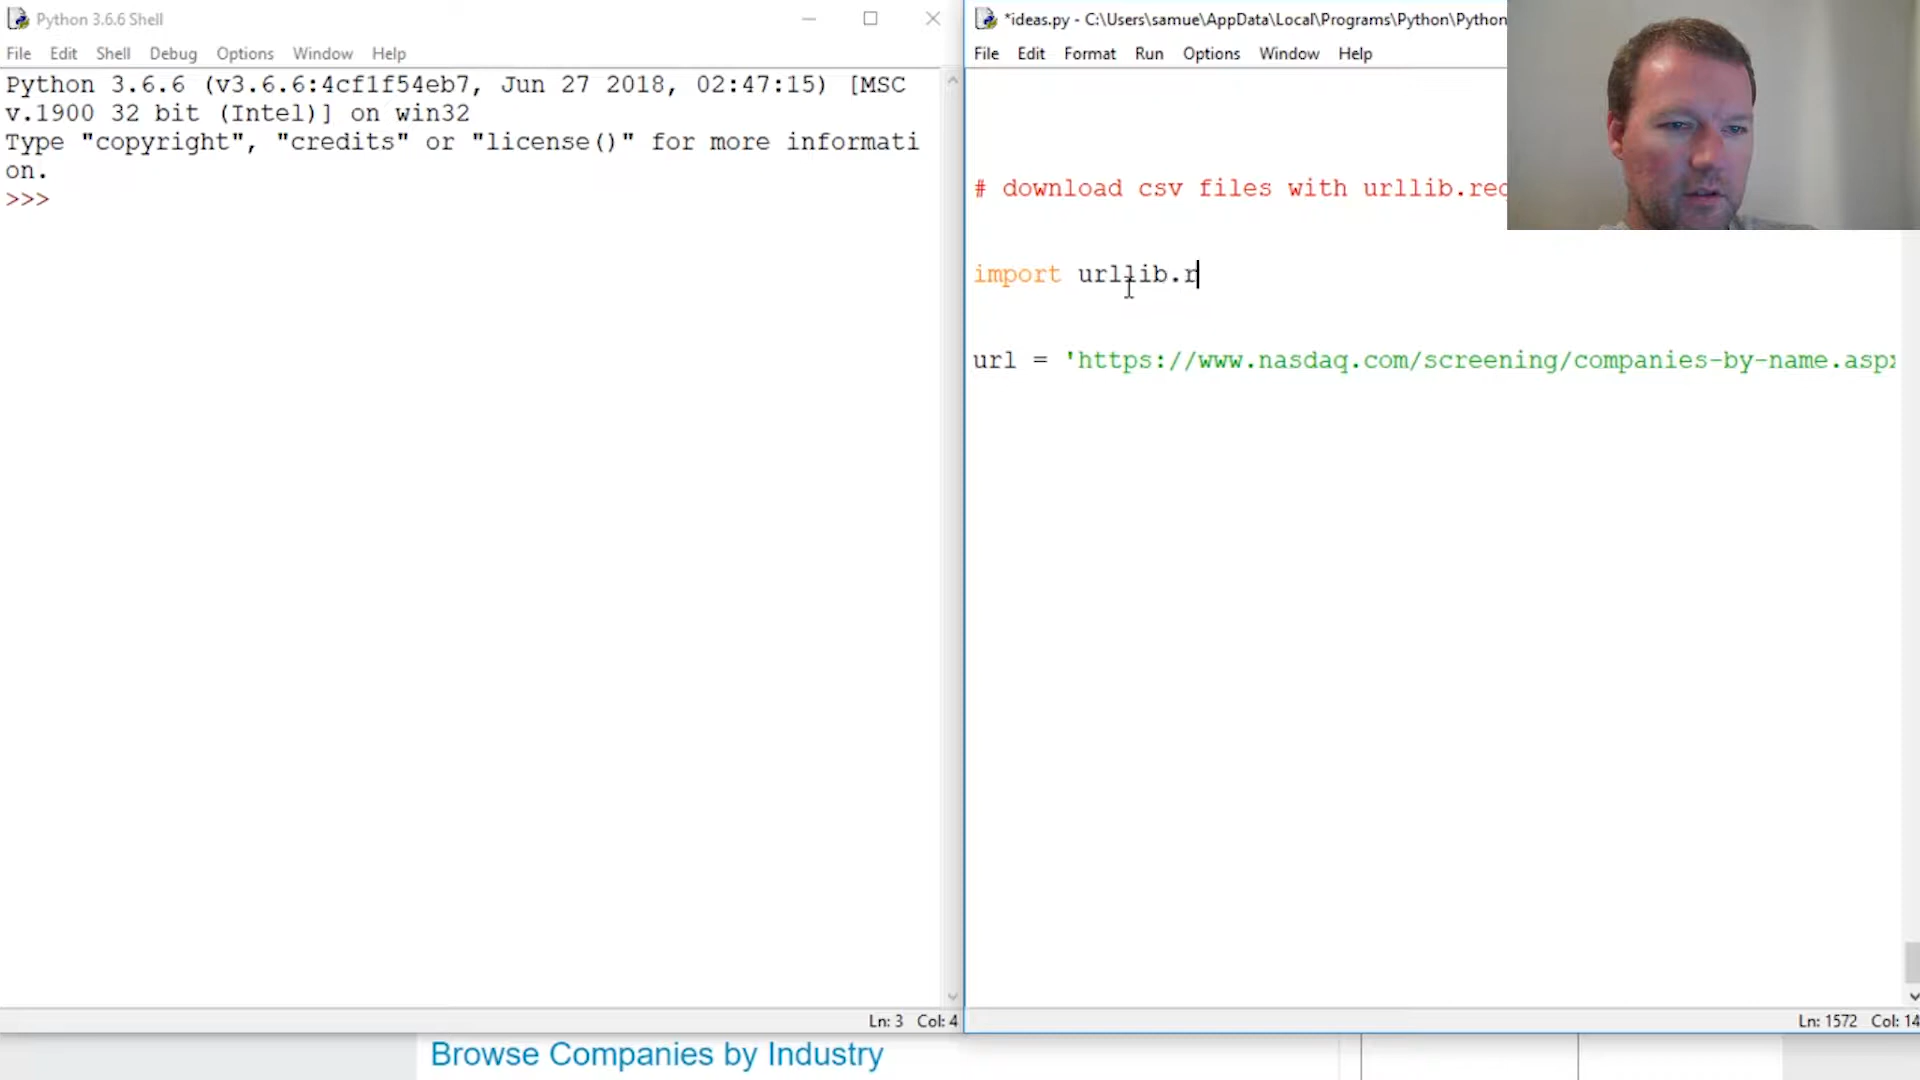 Python 3.6.6 Shell
File Edit Shell Debug Options Window Help
Python 3.6.6 (v3.6.6:4cf1f54eb7, Jun 27 2018, 02:47:15) [MSC
v.1900 32 bit (Intel)] on win32
Type "copyright", "credits" or "license()" for more informati
on.
>>>
Ln: 3 Col: 4
*ideas.py - C:\Users\samue\AppData\Local\Programs\Python\Python
File Edit Format Run Options Window Help
# download csv files with urllib.req
import urllib.r
url = 'https://www.nasdaq.com/screening/companies-by-name.asp
Ln: 1572 Col: 14
Browse Companies by Industry